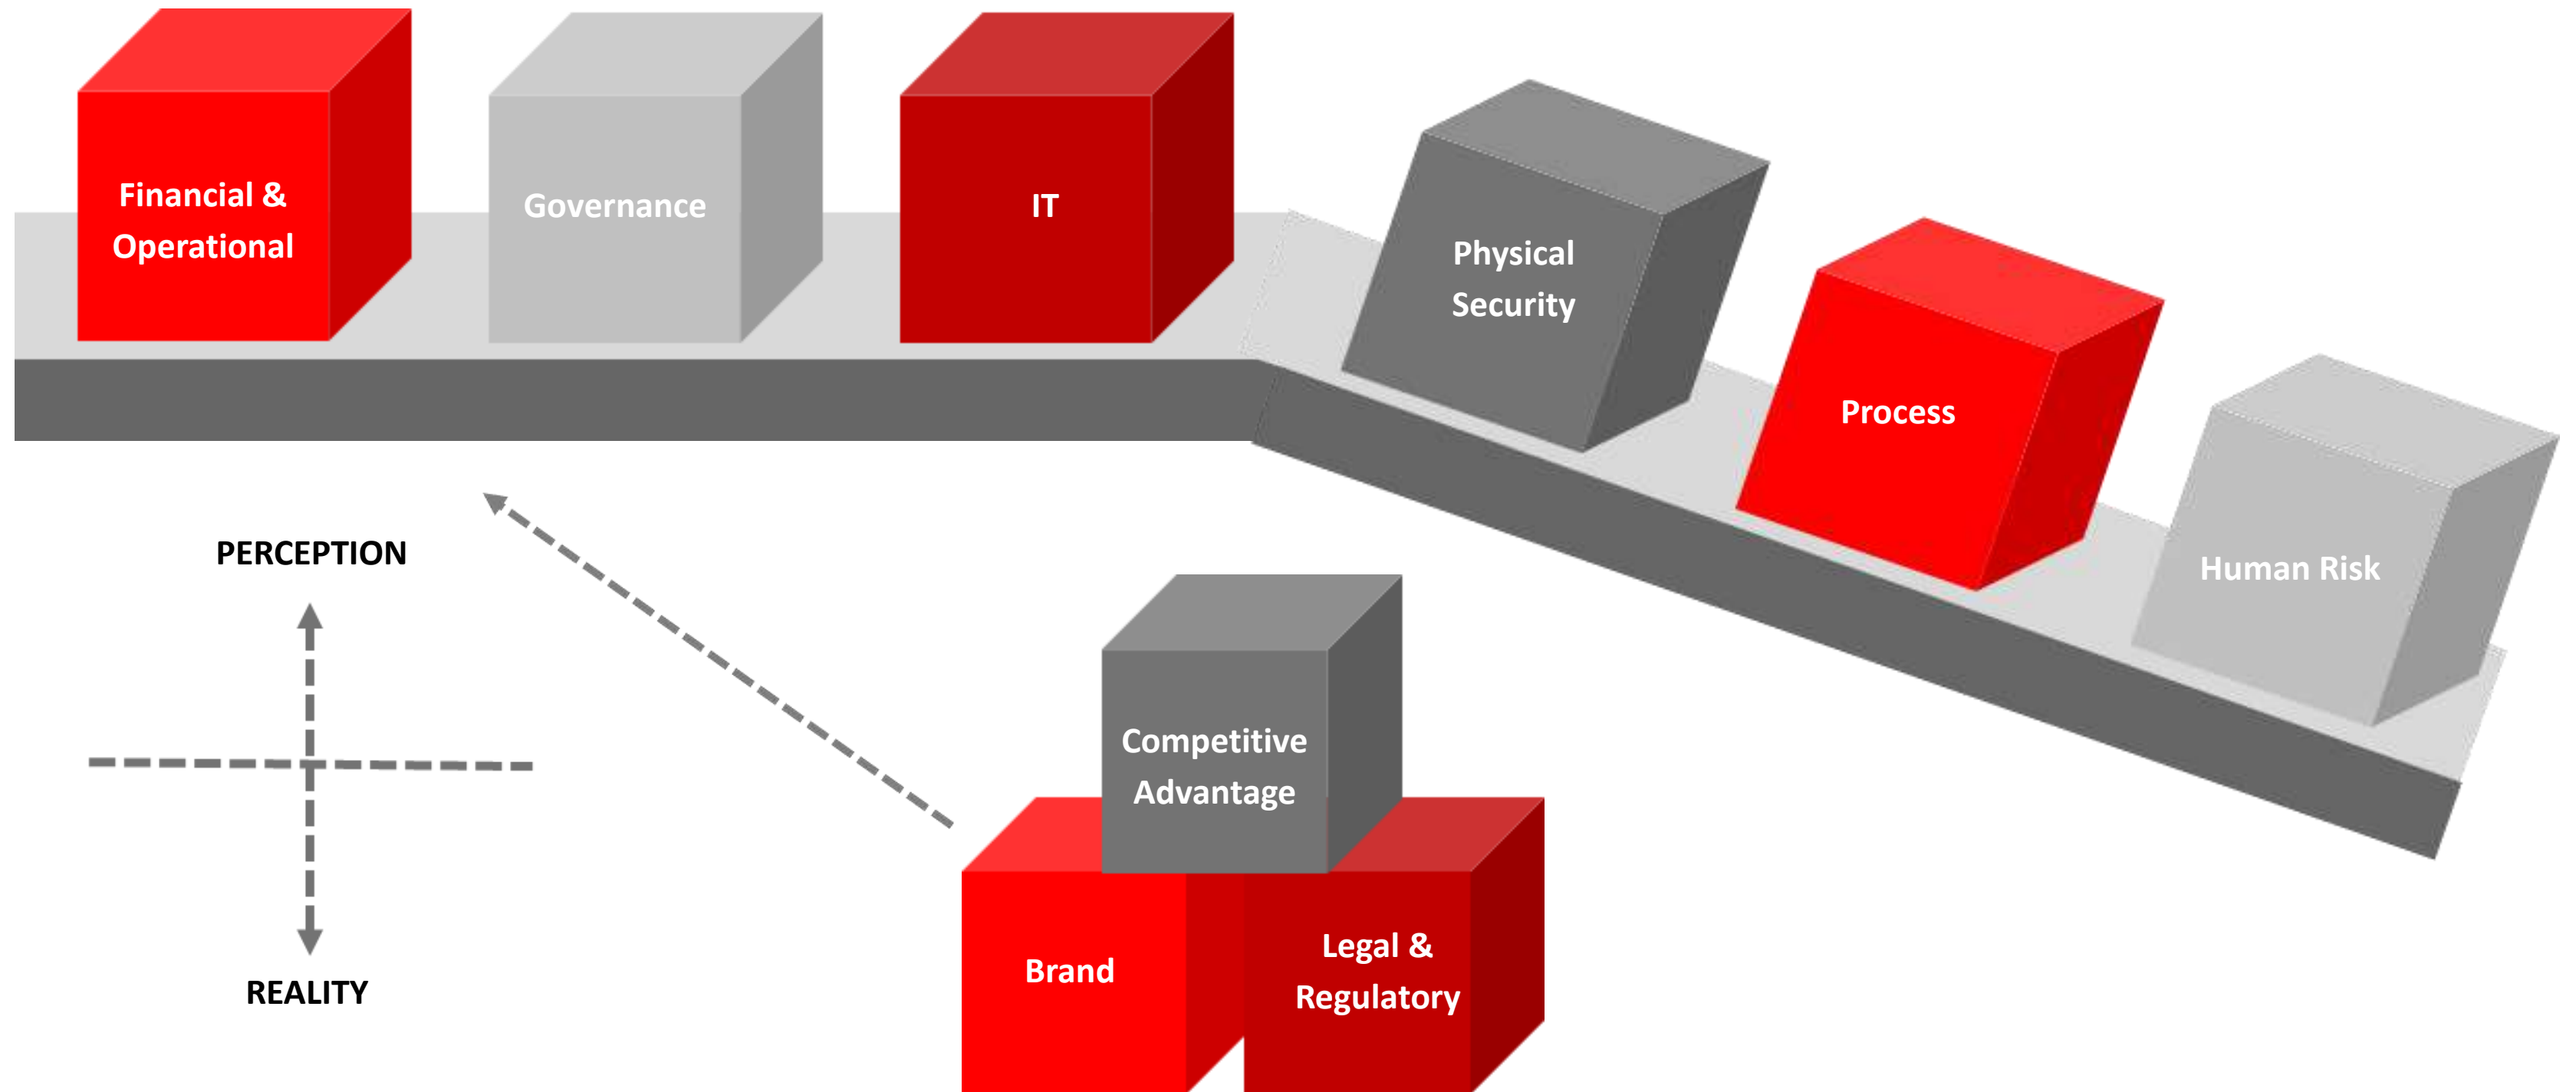 Financial &
Operational
Governance
IT
Physical
Security
Process
Human Risk
PERCEPTION
REALITY
Competitive
Advantage
Brand
Legal &
Regulatory